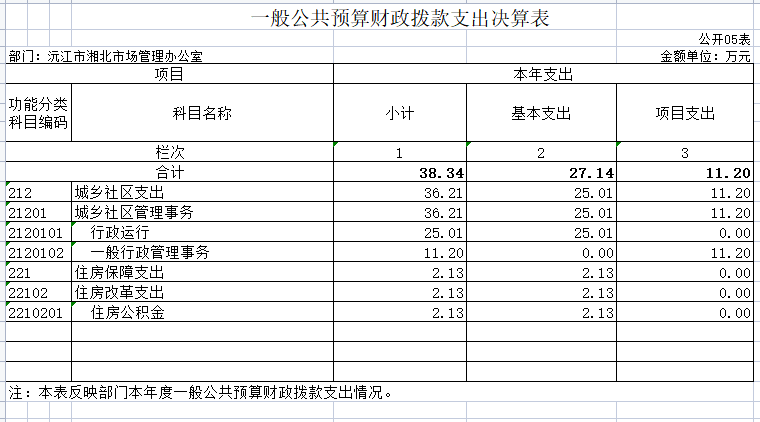 一般公共预算财政拨款支出决算表
公开05表
部门：沅江市湘北市场管理办公室 金额单位：万元
项目 本年支出
功能分类
科目编码 科目名称 小计 基本支出 项目支出
栏次 1 2 3
合计 38.34 27.14 11.20
212 城乡社区支出 36.21 25.01 11.20
21201 城乡社区管理事务 36.21 25.01 11.20
2120101 行政运行 25.01 25.01 0.00
2120102 一般行政管理事务 11.20 0.00 11.20
221 住房保障支出 2.13 2.13 0.00
22102 住房改革支出 2.13 2.13 0.00
2210201 住房公积金 2.13 2.13 0.00
注：本表反映部门本年度一般公共预算财政拨款支出情况。